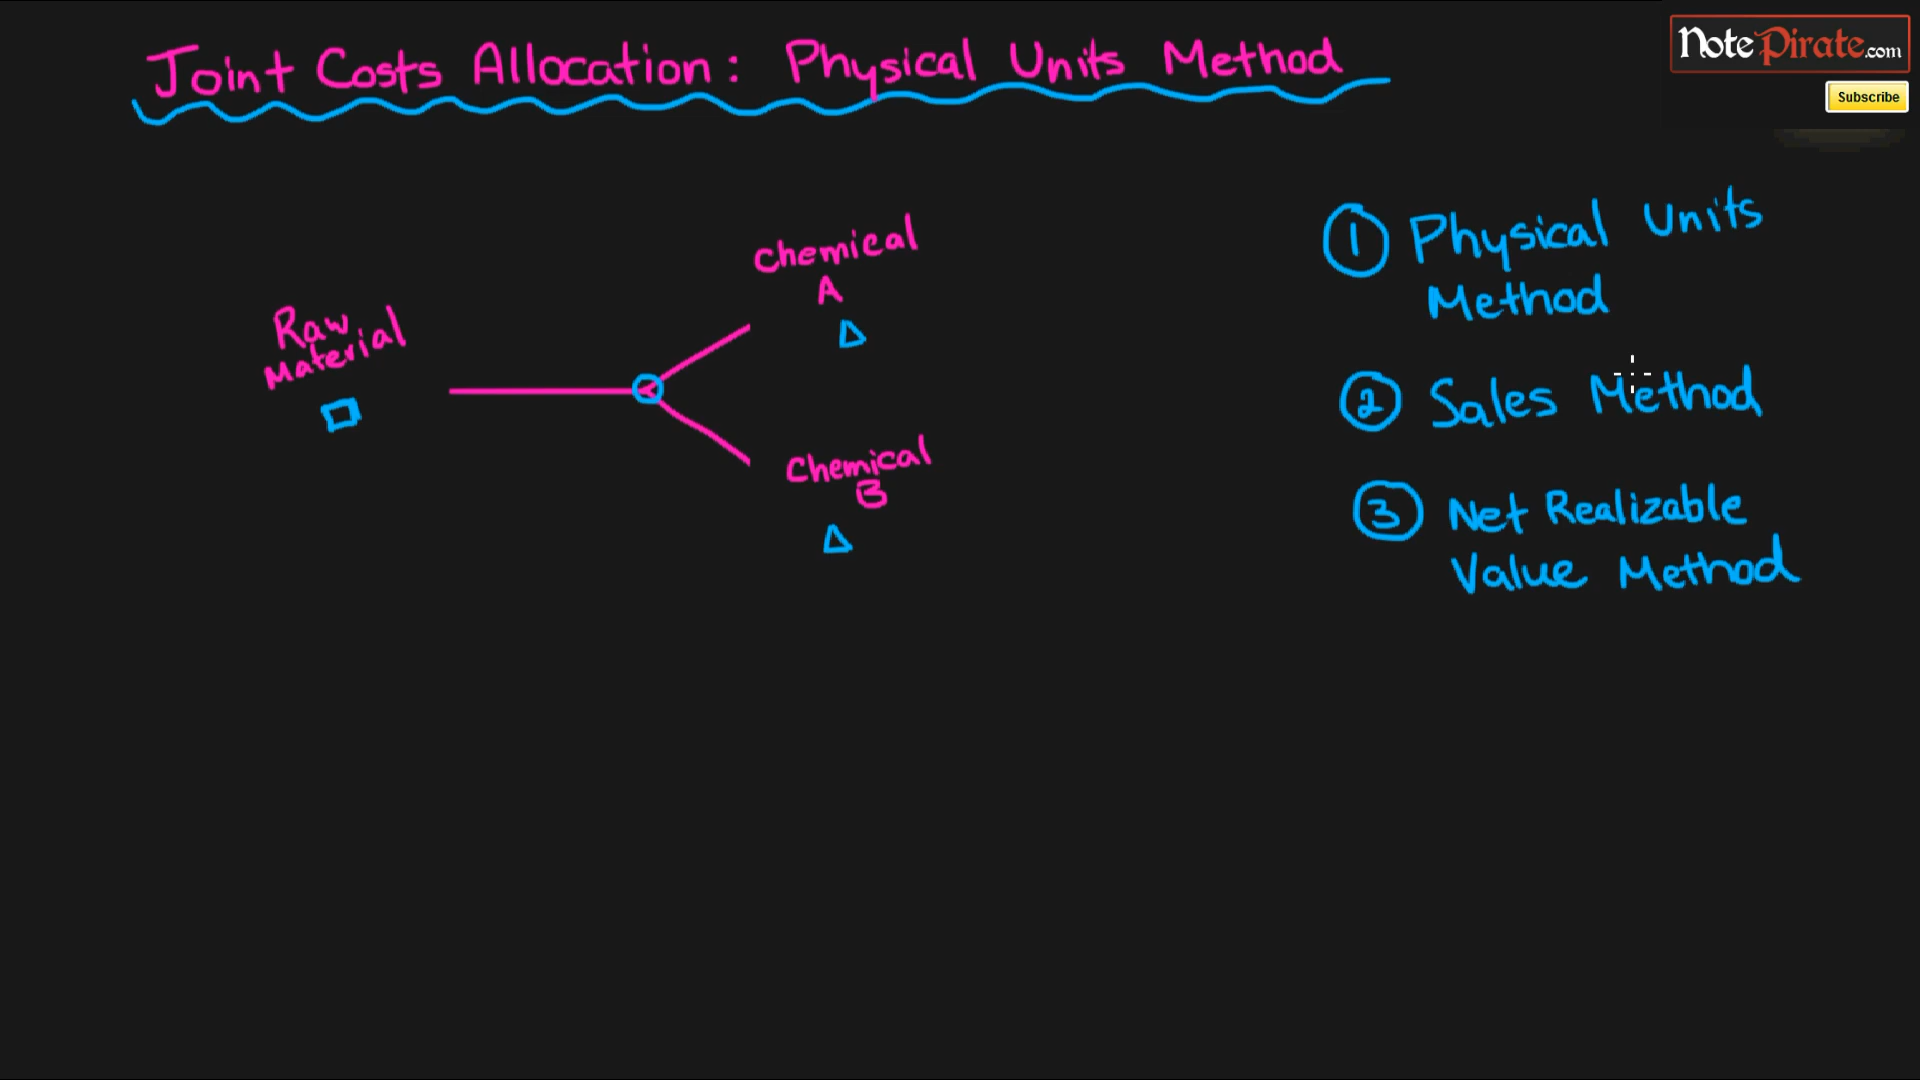 Joint Costs Allocation: Physical Units Method
NotePirate.com
Subscribe
Raw
Material
Chemical
A
Chemical
B
1 Physical Units
Method
2 Sales Method
3 Net Realizable
Value Method